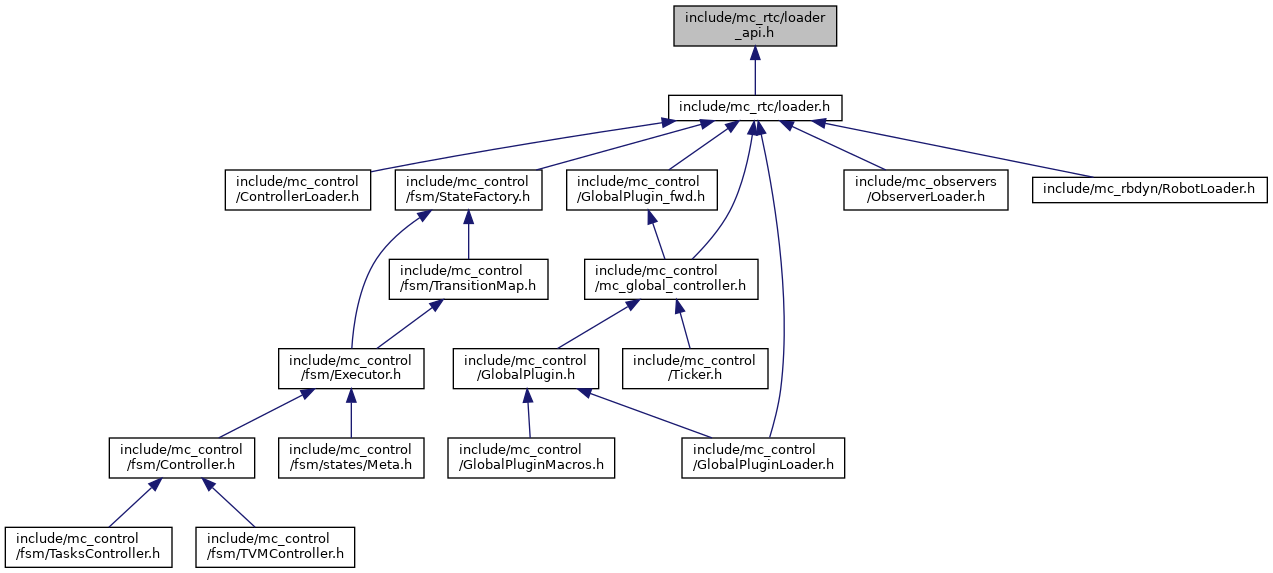 include/mc_rtc/loader
_api.h
include/mc_rtc/loader.h
include/mc_control
/ControllerLoader.h
include/mc_control
/fsm/StateFactory.h
include/mc_control
/GlobalPlugin_fwd.h
include/mc_observers
/ObserverLoader.h
include/mc_rbdyn/RobotLoader.h
include/mc_control
/fsm/TransitionMap.h
include/mc_control
/mc_global_controller.h
include/mc_control
/fsm/Executor.h
include/mc_control
/GlobalPlugin.h
include/mc_control
/Ticker.h
include/mc_control
/fsm/Controller.h
include/mc_control
/fsm/states/Meta.h
include/mc_control
/GlobalPluginMacros.h
include/mc_control
/GlobalPluginLoader.h
include/mc_control
/fsm/TasksController.h
include/mc_control
/fsm/TVMController.h